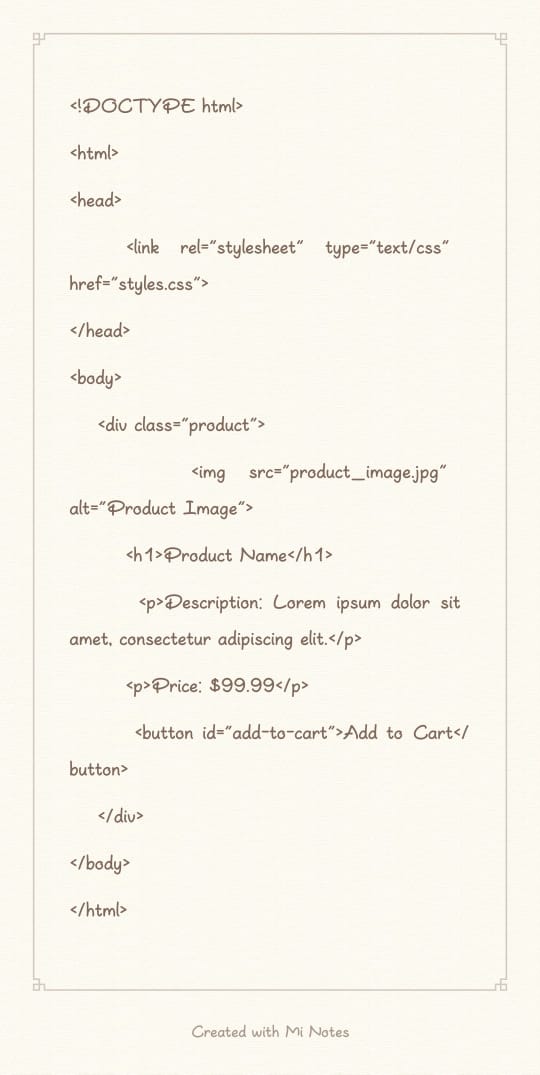 <!DOCTYPE html>
<html>
<head>
<link rel="stylesheet" type="text/css"
href="styles.css">
</head>
<body>
<div class="product">
<img src="product_image.jpg"
alt="Product Image">
<h1>Product Name</h1>
<p>Description: Lorem ipsum dolor sit
amet, consectetur adipiscing elit.</p>
<p>Price: $99.99</p>
<button id="add-to-cart">Add to Cart</
button>
</div>
</body>
</html>
Created with Mi Notes